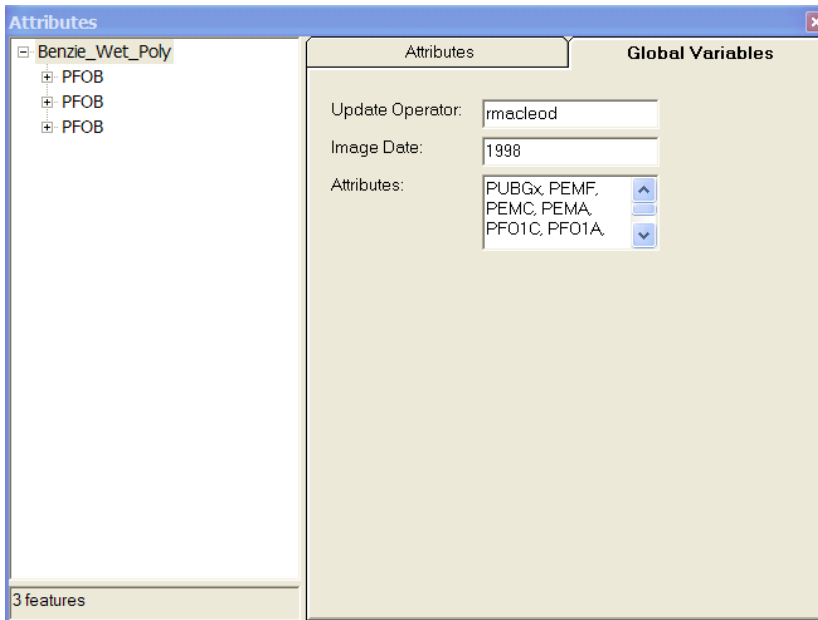 Attributes
Benzie_Wet_Poly
PFOB
PFOB
PFOB
3 features
Attributes
Global Variables
Update Operator:
rmacleod
Image Date:
1998
Attributes:
PUBGx, PEMF,
PEMC, PEMA,
PFO1C, PFO1A,